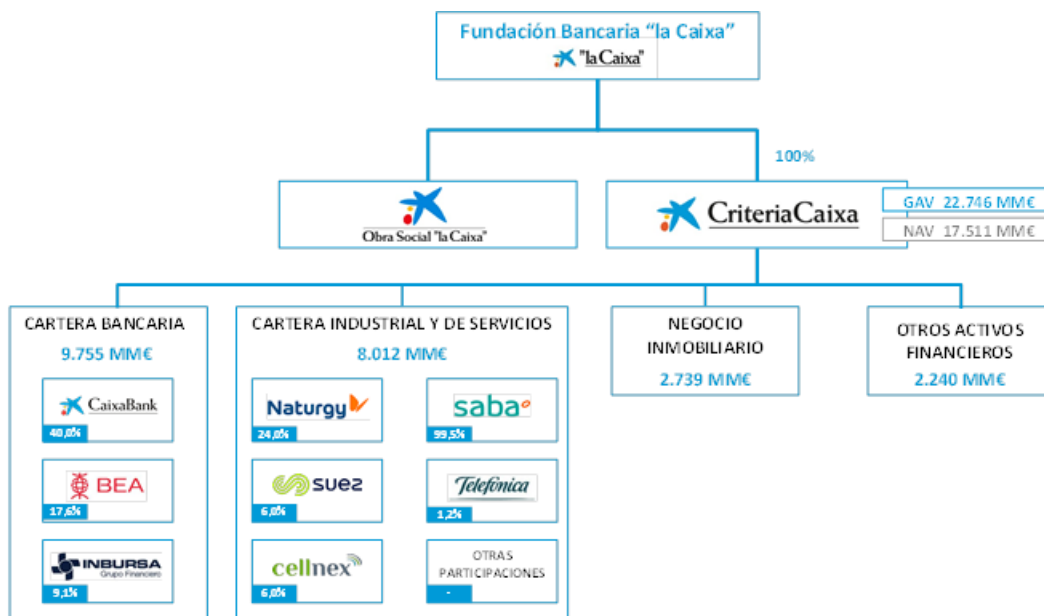 Fundación Bancaria "la Caixa"
"la Caixa"
100%
Obra Social "la Caixa"
CriteriaCaixa
GAV 22.746 MM€
NAV 17.511 MM€
CARTERA BANCARIA
9.755 MM€
CaixaBank
40,0%
BEA
17,6%
INBURSA
Grupo Financiero
9,1%
CARTERA INDUSTRIAL Y DE SERVICIOS
8.012 MM€
Naturgy
24,0%
saba
99,5%
suez
6,0%
Telefónica
1,2%
cellnex
6,0%
OTRAS
PARTICIPACIONES
-
NEGOCIO
INMOBILIARIO
2.739 MM€
OTROS ACTIVOS
FINANCIEROS
2.240 MM€